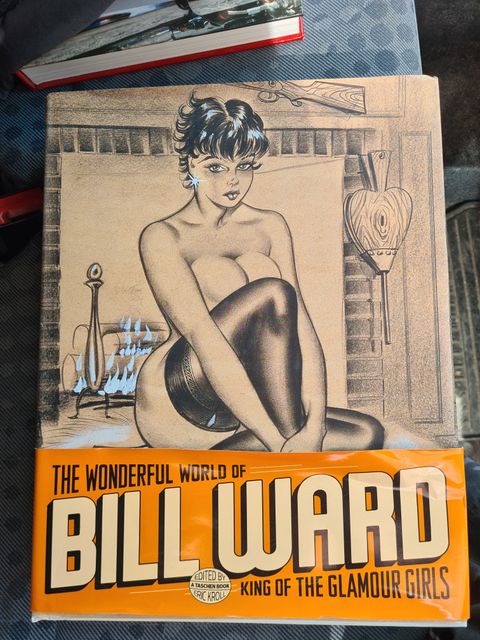 THE WONDERFUL WORLD OF
BILL WARD
EDITED BY
A TASCHEN BOOK
ERIC KROLL
KING OF THE GLAMOUR GIRLS